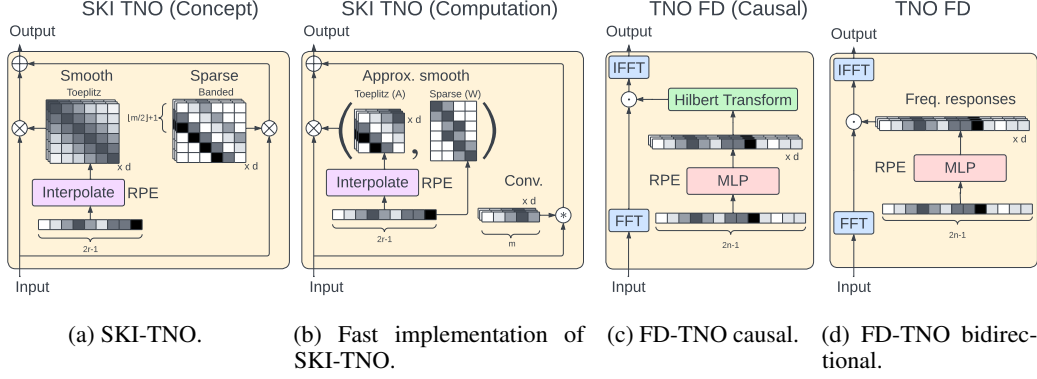 SKI TNO (Concept)
Output
Smooth
Toeplitz
Sparse
Banded
⌊m/2⌋+1
x d
x d
Interpolate
RPE
2r-1
Input
(a) SKI-TNO.
SKI TNO (Computation)
Output
Approx. smooth
Toeplitz (A)
Sparse (W)
( x d , )
Interpolate
RPE
Conv.
x d
*
2r-1
m
Input
(b) Fast implementation of
SKI-TNO.
TNO FD (Causal)
Output
IFFT
Hilbert Transform
x d
RPE
MLP
FFT
2n-1
Input
(c) FD-TNO causal.
TNO FD
Output
IFFT
Freq. responses
x d
RPE
MLP
FFT
2n-1
Input
(d) FD-TNO bidirec-
tional.